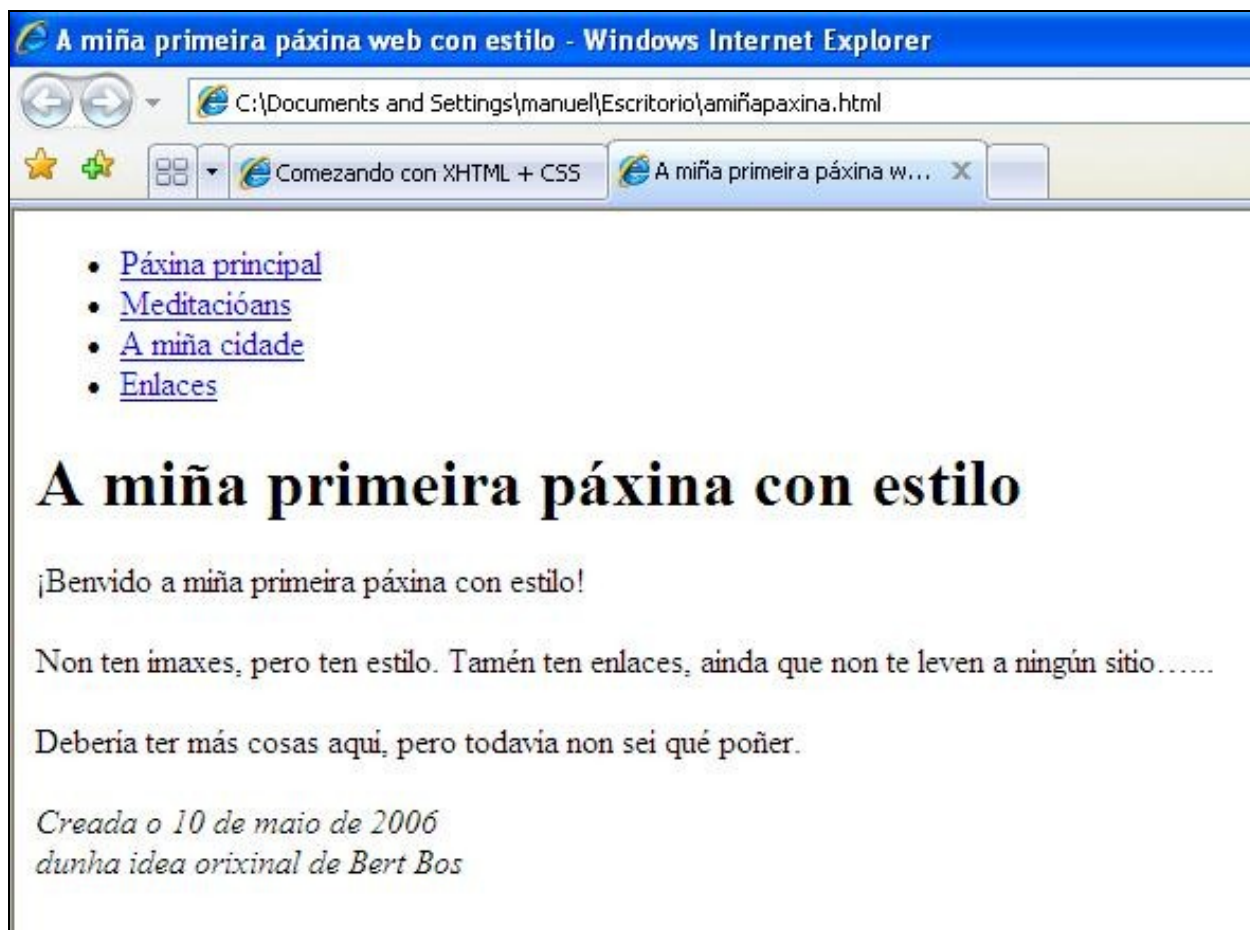 A miña primeira páxina web con estilo - Windows Internet Explorer
C:\Documents and Settings\manuel\Escritorio\amiñapaxina.html
Comezando con XHTML + CSS
A miña primeira páxina w...
Páxina principal
Meditacióans
A miña cidade
Enlaces
A miña primeira páxina con estilo
¡Benvido a miña primeira páxina con estilo!
Non ten imaxes, pero ten estilo. Tamén ten enlaces, ainda que non te leven a ningún sitio…...
Debería ter más cosas aqui, pero todavia non sei qué poñer.
Creada o 10 de maio de 2006
dunha idea orixinal de Bert Bos